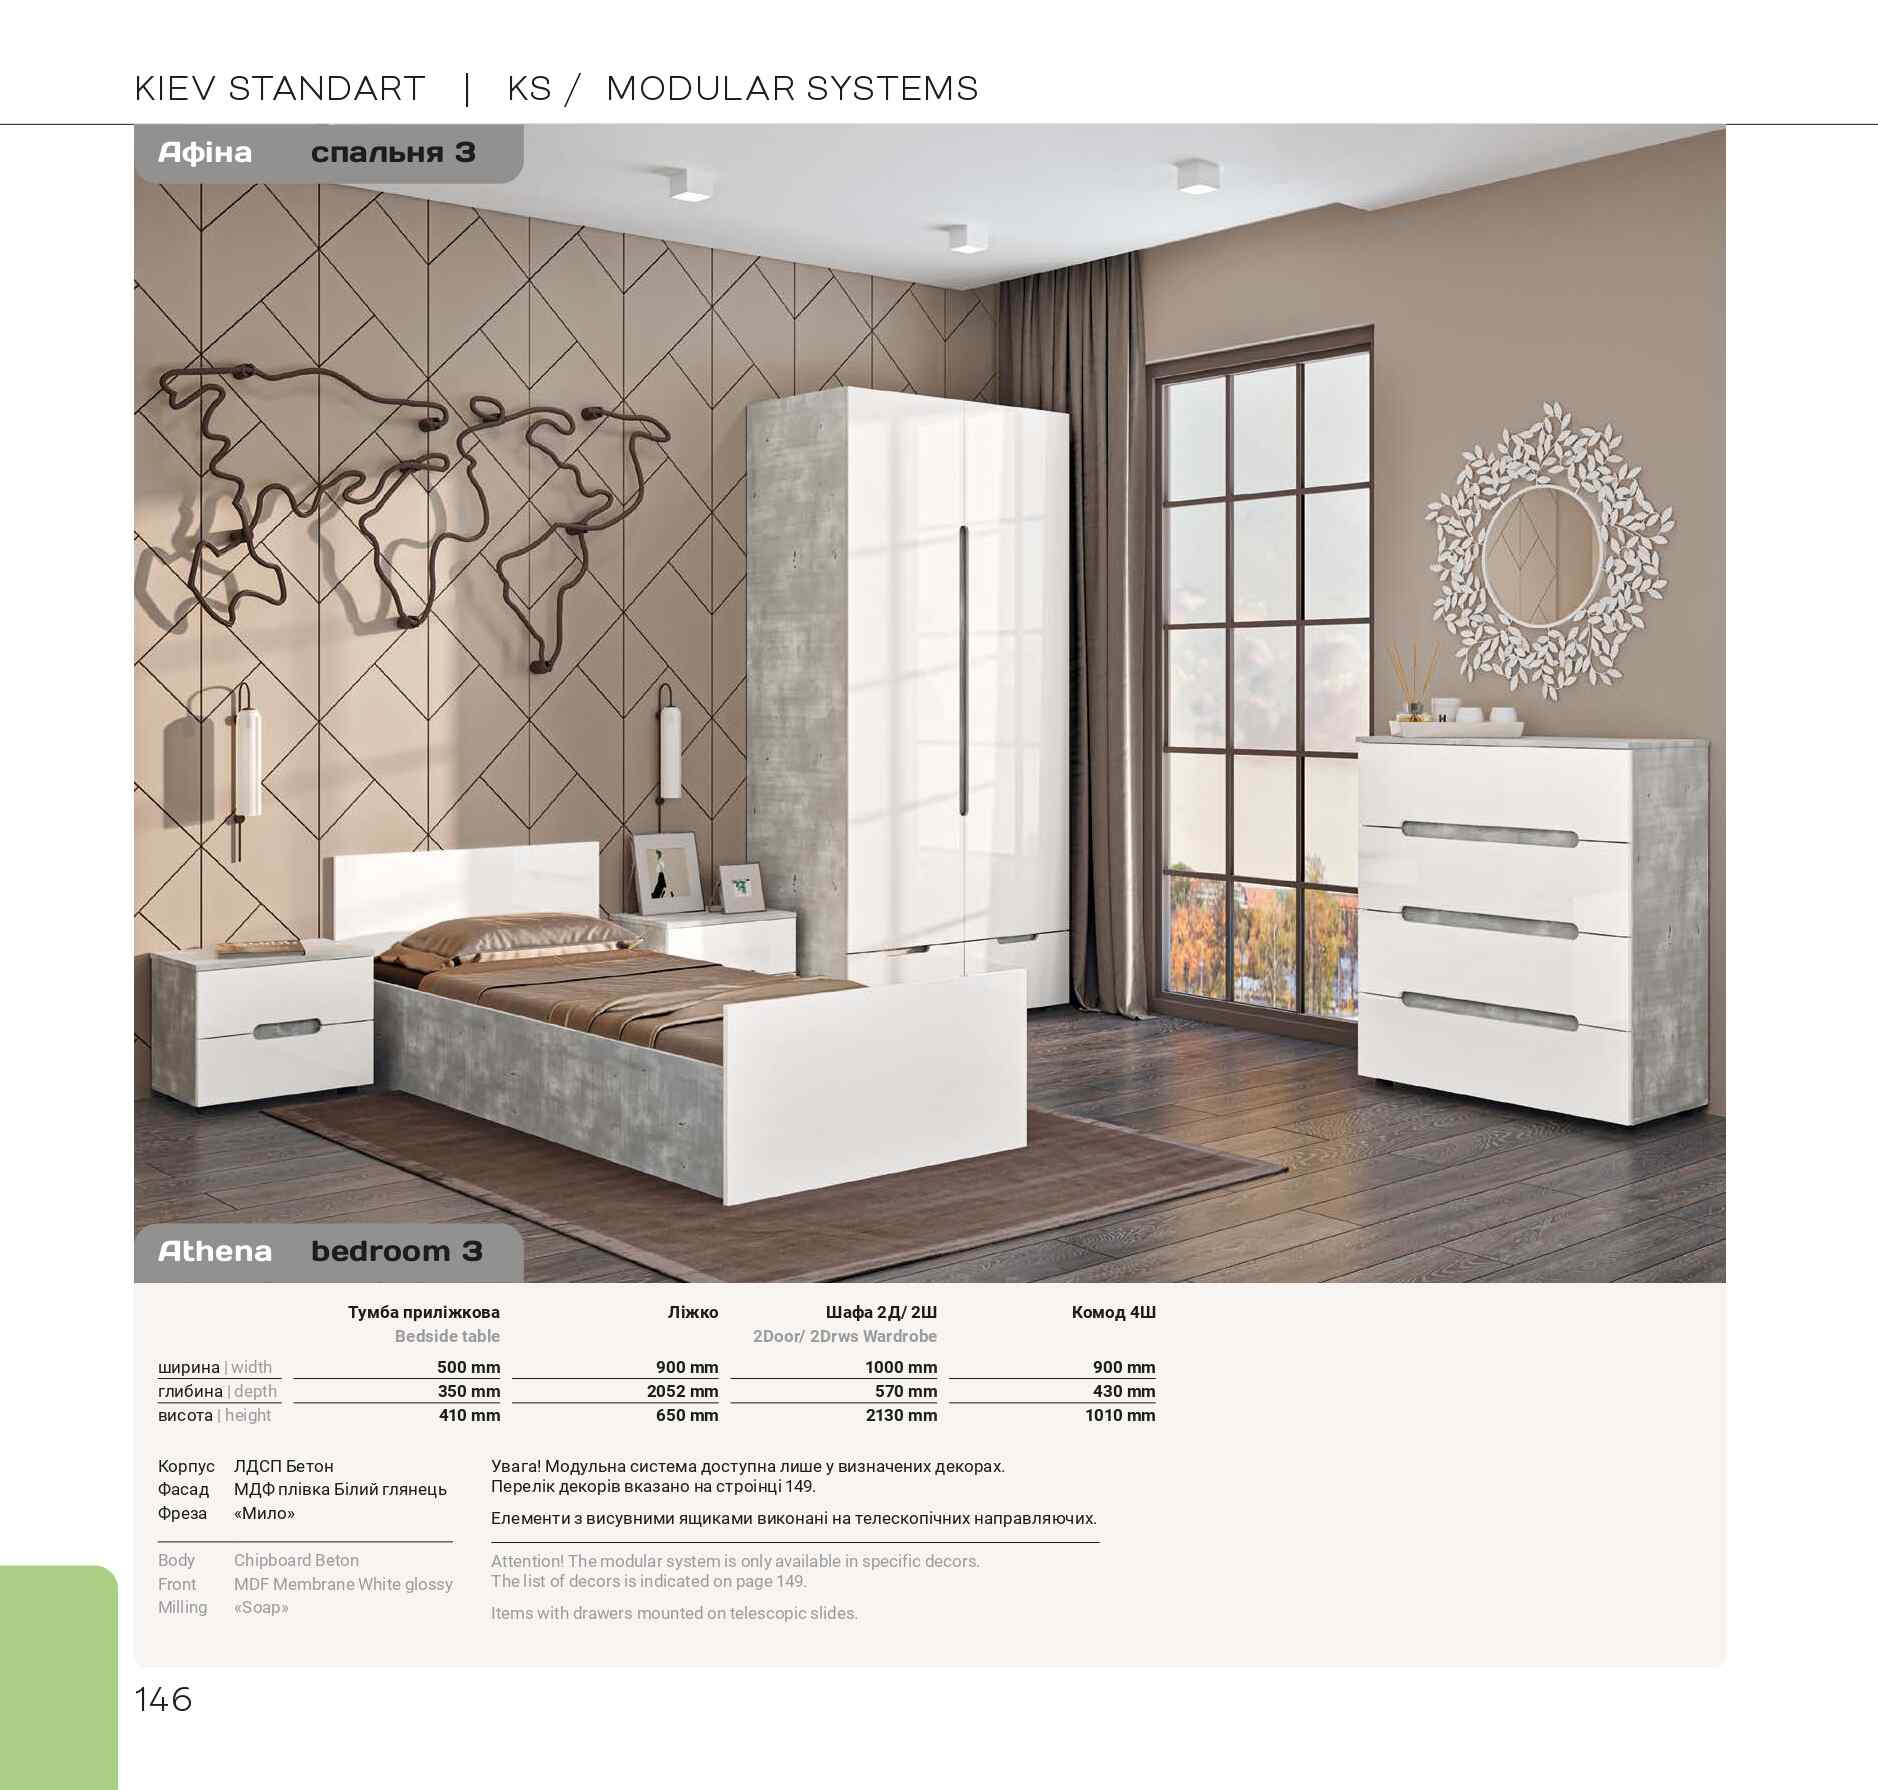 KIEV STANDART | KS / MODULAR SYSTEMS
Афіна спальня 3
H
Athena bedroom 3
Тумба приліжкова Ліжко Шафа 2Д/ 2Ш Комод 4Ш
Bedside table 2Door/ 2Drws Wardrobe
ширина | width 500 mm 900 mm 1000 mm 900 mm
глибина | depth 350 mm 2052 mm 570 mm 430 mm
висота | height 410 mm 650 mm 2130 mm 1010 mm
Корпус ЛДСП Бетон
Фасад МДФ плівка Білий глянець
Фреза «Мило»
Body Chipboard Beton
Front MDF Membrane White glossy
Milling «Soap»
Увага! Модульна система доступна лише у визначених декорах.
Перелік декорів вказано на строінці 149.
Елементи з висувними ящиками виконані на телескопічних направляючих.
Attention! The modular system is only available in specific decors.
The list of decors is indicated on page 149.
Items with drawers mounted on telescopic slides.
146